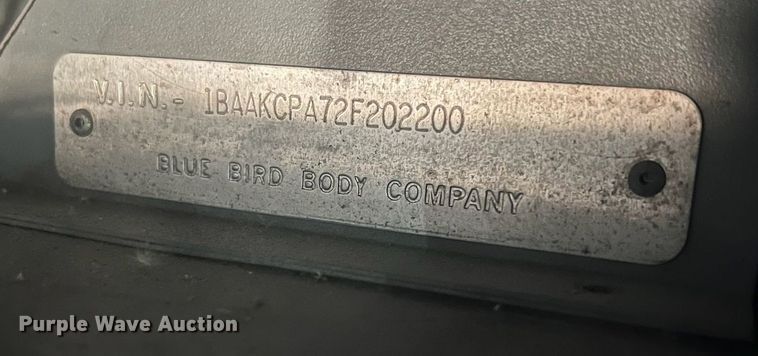 V.I.N.- 1BAAKCPA72F202200
BLUE BIRD BODY COMPANY
Purple Wave Auction